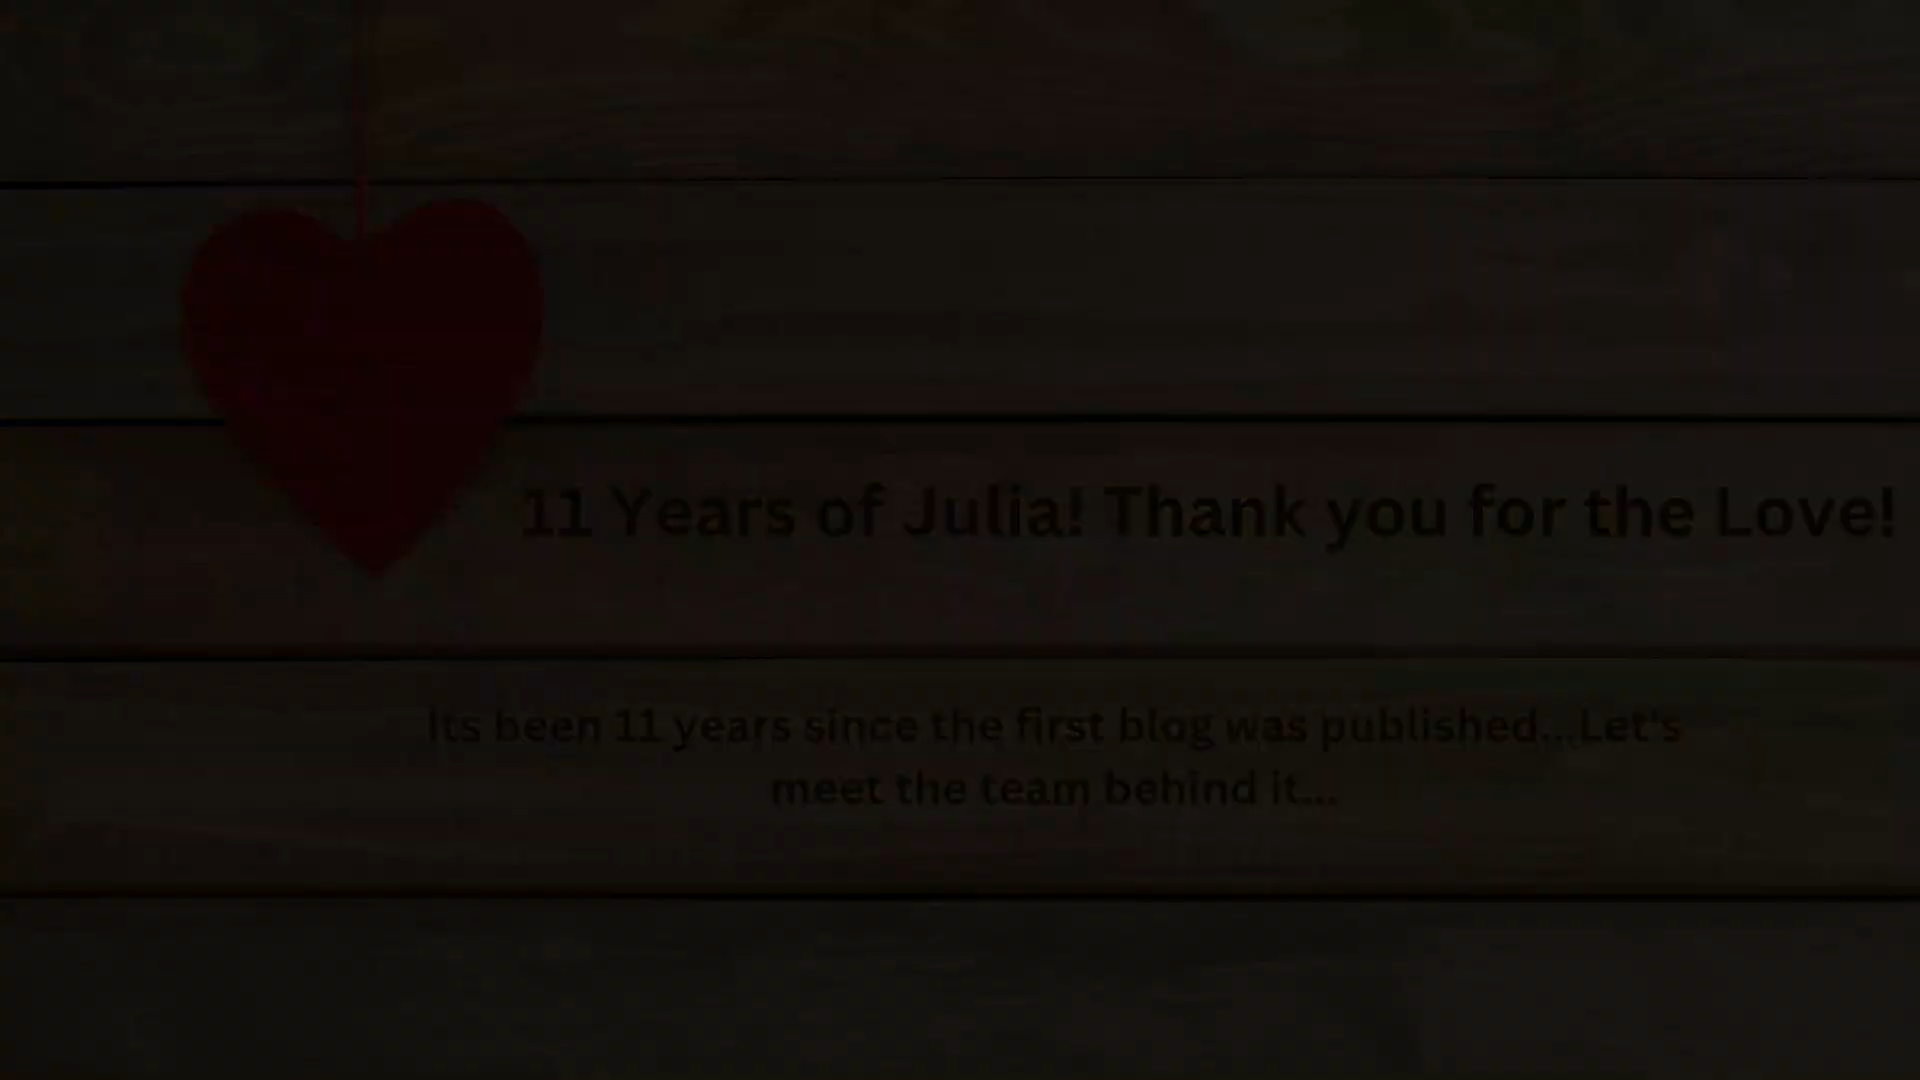 11 Years of Julia! Thank you for the Love!
Its been 11 years since the first blog was published...Let's
meet the team behind it...